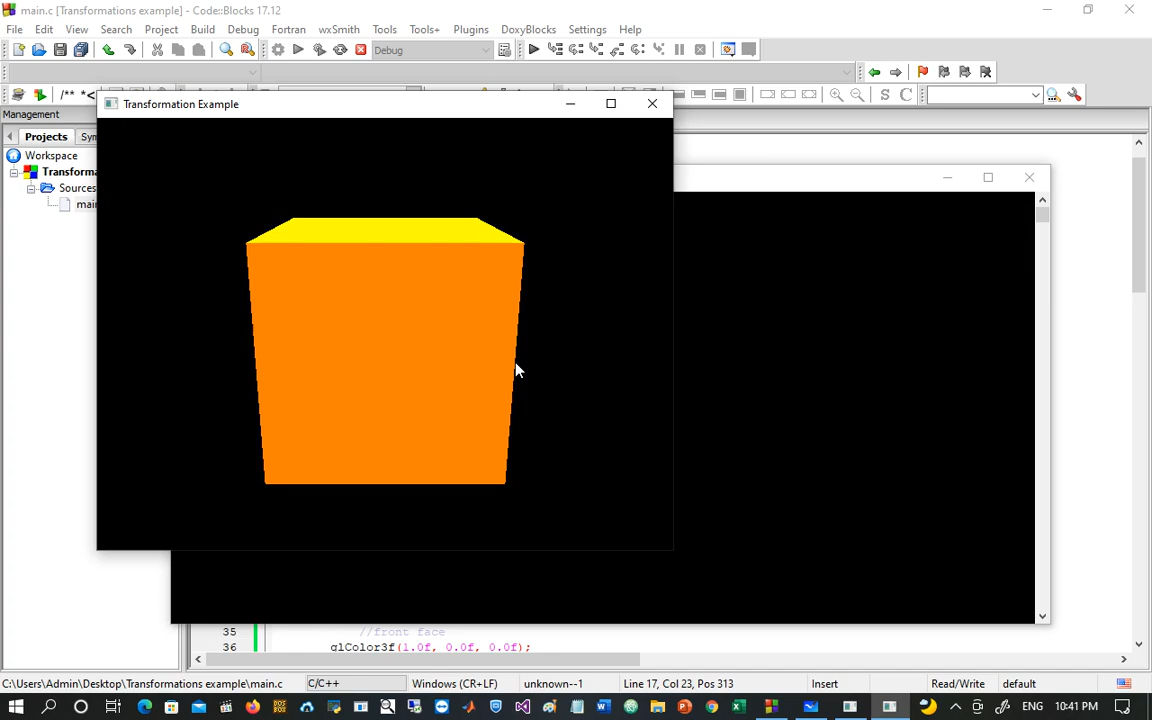 main.c [Transformations example] - Code::Blocks 17.12
File Edit View Search Project Build Debug Fortran wxSmith Tools Tools+ Plugins DoxyBlocks Settings Help
Debug
/** *<
S C
Transformation Example
Management
Projects Sym
Workspace
Transforma
Sources
main
35 //front face
36 glColor3f(1.0f, 0.0f, 0.0f);
C:\Users\Admin\Desktop\Transformations example\main.c C/C++ Windows (CR+LF) unknown--1 Line 17, Col 23, Pos 313 Insert Read/Write default
ENG 10:41 PM